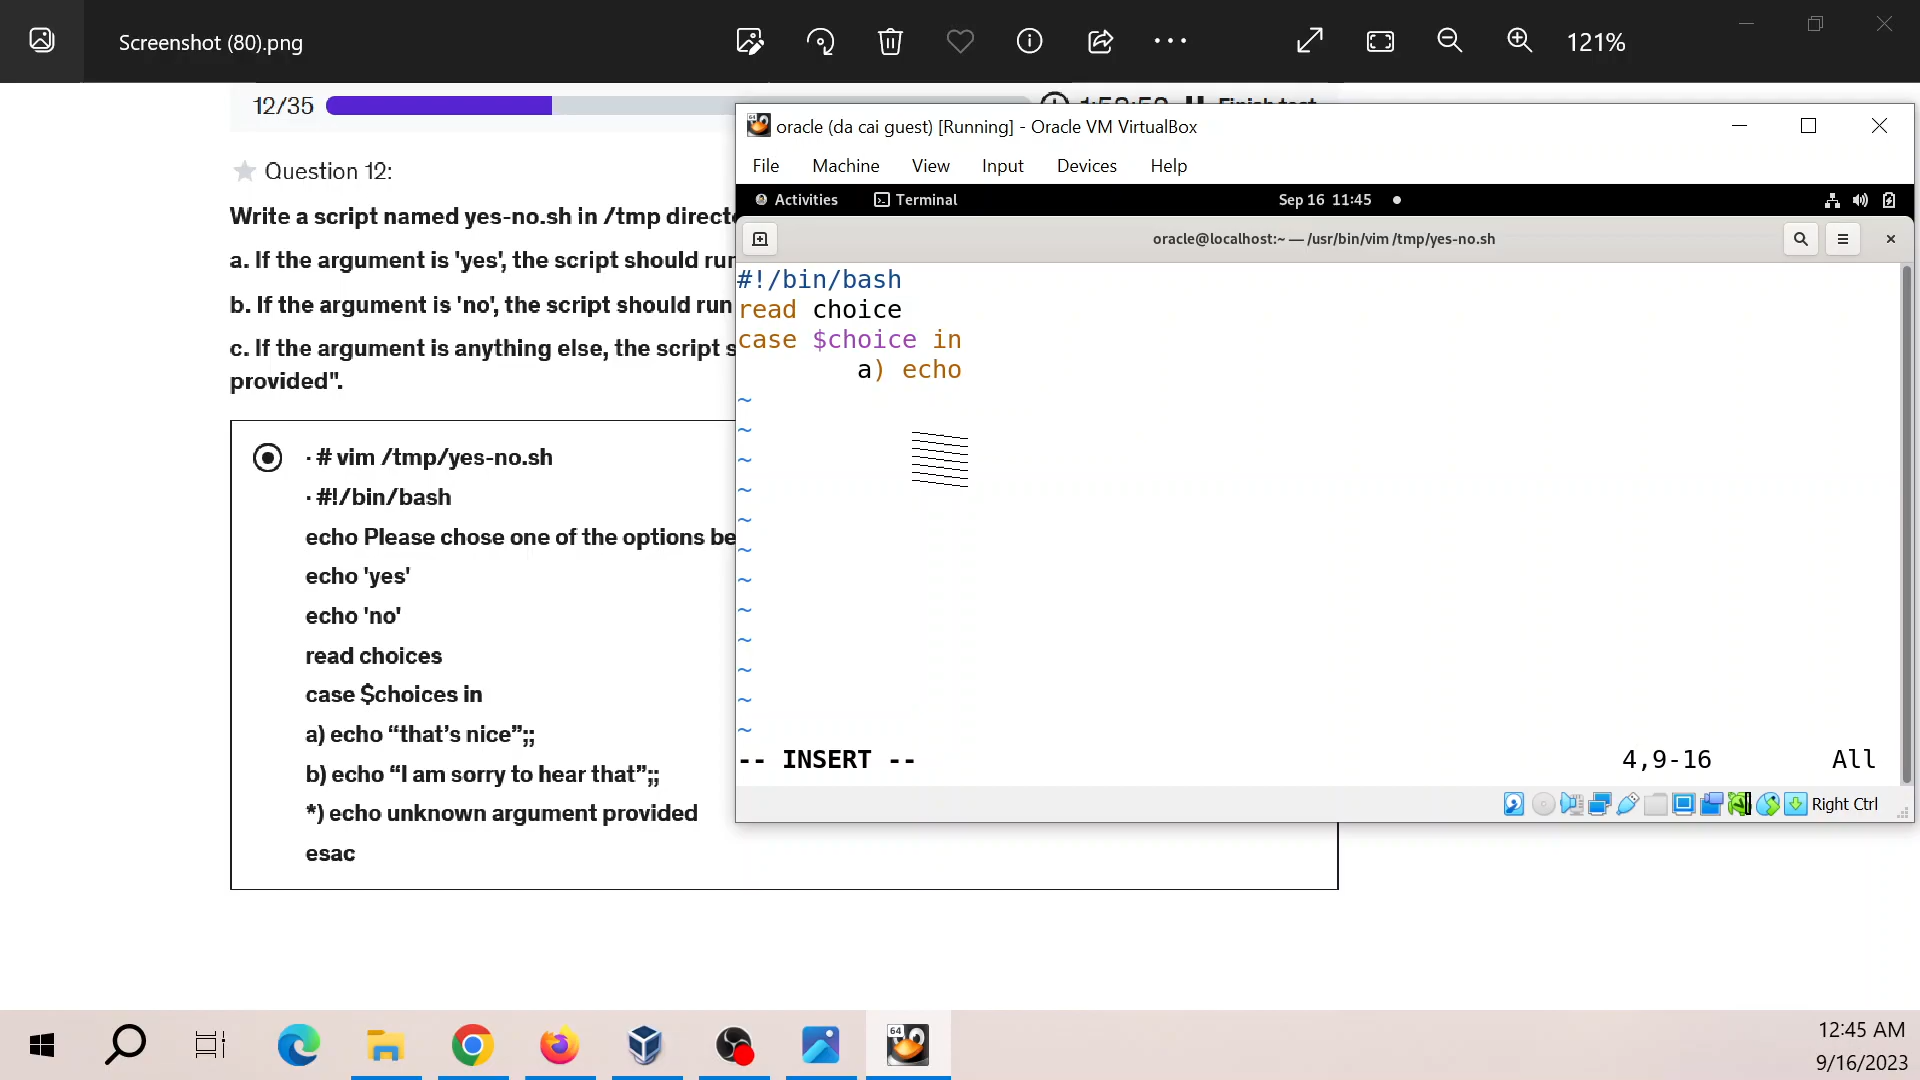 Screenshot (80).png
121%
12/35
Question 12:
Write a script named yes-no.sh in /tmp
a. If the argument is 'yes', the script should run
b. If the argument is 'no', the script should run
c. If the argument is anything else, the script
provided".
· # vim /tmp/yes-no.sh
· #!/bin/bash
echo Please chose one of the options be
echo 'yes'
echo 'no'
read choices
case $choices in
a) echo “that’s nice”;;
b) echo “I am sorry to hear that”;;
*) echo unknown argument provided
esac
oracle (da cai guest) [Running] - Oracle VM VirtualBox
File Machine View Input Devices Help
Activities Terminal Sep 16 11:45
oracle@localhost:~ — /usr/bin/vim /tmp/yes-no.sh
#!/bin/bash
read choice
case $choice in
a) echo
~
~
~
~
~
~
~
~
~
~
~
~
-- INSERT -- 4,9-16 All
Right Ctrl
64
12:45 AM
9/16/2023